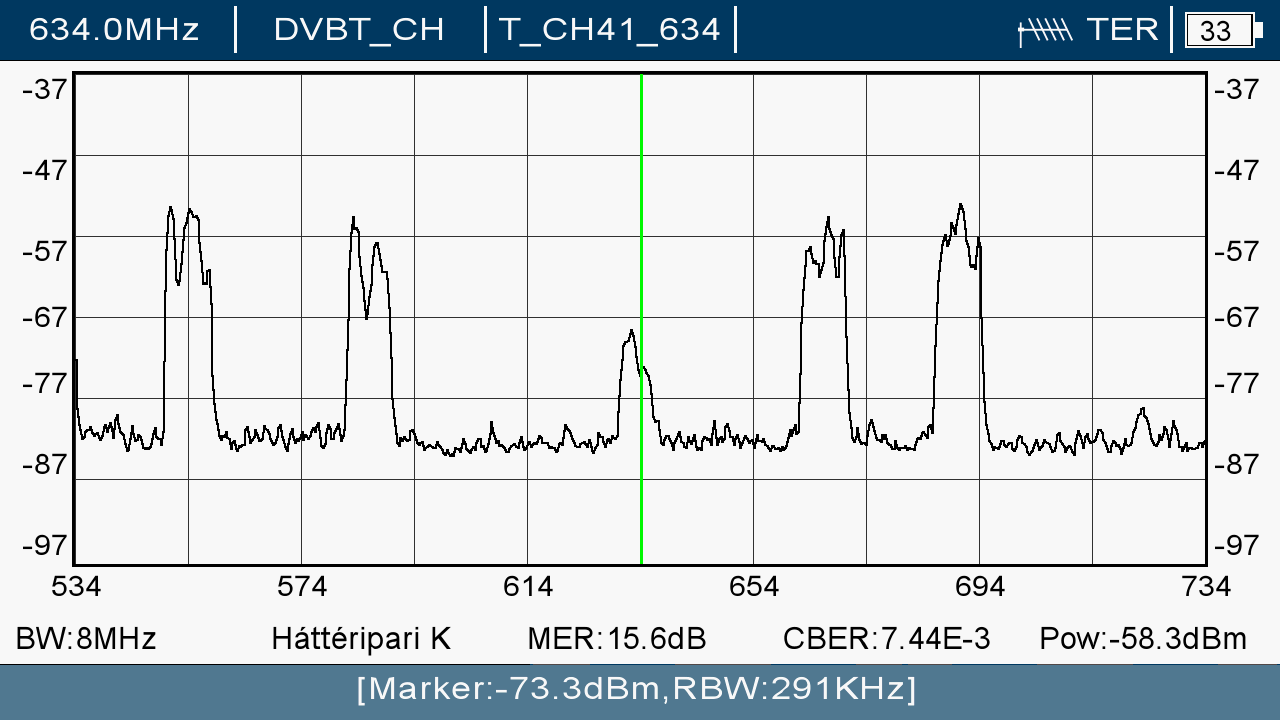 634.0MHz DVBT_CH T_CH41_634 TER 33
-37 -37
-47 -47
-57 -57
-67 -67
-77 -77
-87 -87
-97 -97
534 574 614 654 694 734
BW:8MHz Háttéripari K MER:15.6dB CBER:7.44E-3 Pow:-58.3dBm
[Marker:-73.3dBm,RBW:291KHz]